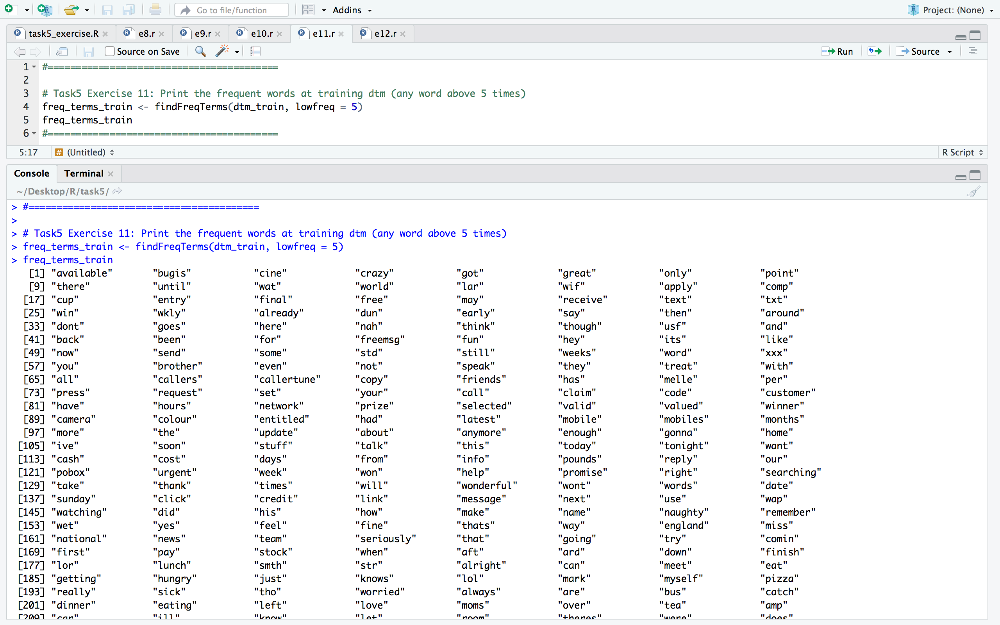 Go to file/function Addins Project: (None)
task5_exercise.R e8.r e9.r e10.r e11.r e12.r
Source on Save Run Source
1 #=========================================
2
3 # Task5 Exercise 11: Print the frequent words at training dtm (any word above 5 times)
4 freq_terms_train <- findFreqTerms(dtm_train, lowfreq = 5)
5 freq_terms_train
6 #=========================================
5:17 # (Untitled) R Script
Console Terminal
~/Desktop/R/task5/
> #=========================================
>
> # Task5 Exercise 11: Print the frequent words at training dtm (any word above 5 times)
> freq_terms_train <- findFreqTerms(dtm_train, lowfreq = 5)
> freq_terms_train
[1] "available" "bugis" "cine" "crazy" "got" "great" "only" "point"
[9] "there" "until" "wat" "world" "lar" "wif" "apply" "comp"
[17] "cup" "entry" "final" "free" "may" "receive" "text" "txt"
[25] "win" "wkly" "already" "dun" "early" "say" "then" "around"
[33] "dont" "goes" "here" "nah" "think" "though" "usf" "and"
[41] "back" "been" "for" "freemsg" "fun" "hey" "its" "like"
[49] "now" "send" "some" "std" "still" "weeks" "word" "xxx"
[57] "you" "brother" "even" "not" "speak" "they" "treat" "with"
[65] "all" "callers" "callertune" "copy" "friends" "has" "melle" "per"
[73] "press" "request" "set" "your" "call" "claim" "code" "customer"
[81] "have" "hours" "network" "prize" "selected" "valid" "valued" "winner"
[89] "camera" "colour" "entitled" "had" "latest" "mobile" "mobiles" "months"
[97] "more" "the" "update" "about" "anymore" "enough" "gonna" "home"
[105] "ive" "soon" "stuff" "talk" "this" "today" "tonight" "want"
[113] "cash" "cost" "days" "from" "info" "pounds" "reply" "our"
[121] "pobox" "urgent" "week" "won" "help" "promise" "right" "searching"
[129] "take" "thank" "times" "will" "wonderful" "wont" "words" "date"
[137] "sunday" "click" "credit" "link" "message" "next" "use" "wap"
[145] "watching" "did" "his" "how" "make" "name" "naughty" "remember"
[153] "wet" "yes" "feel" "fine" "thats" "way" "england" "miss"
[161] "national" "news" "team" "seriously" "that" "going" "try" "comin"
[169] "first" "pay" "stock" "when" "aft" "ard" "down" "finish"
[177] "lor" "lunch" "smth" "str" "alright" "can" "meet" "eat"
[185] "getting" "hungry" "just" "knows" "lol" "mark" "myself" "pizza"
[193] "really" "sick" "tho" "worried" "always" "are" "bus" "catch"
[201] "dinner" "eating" "left" "love" "moms" "over" "tea" "amp"
[209] "car" "ill" "know" "let" "room" "theres" "were" "does"